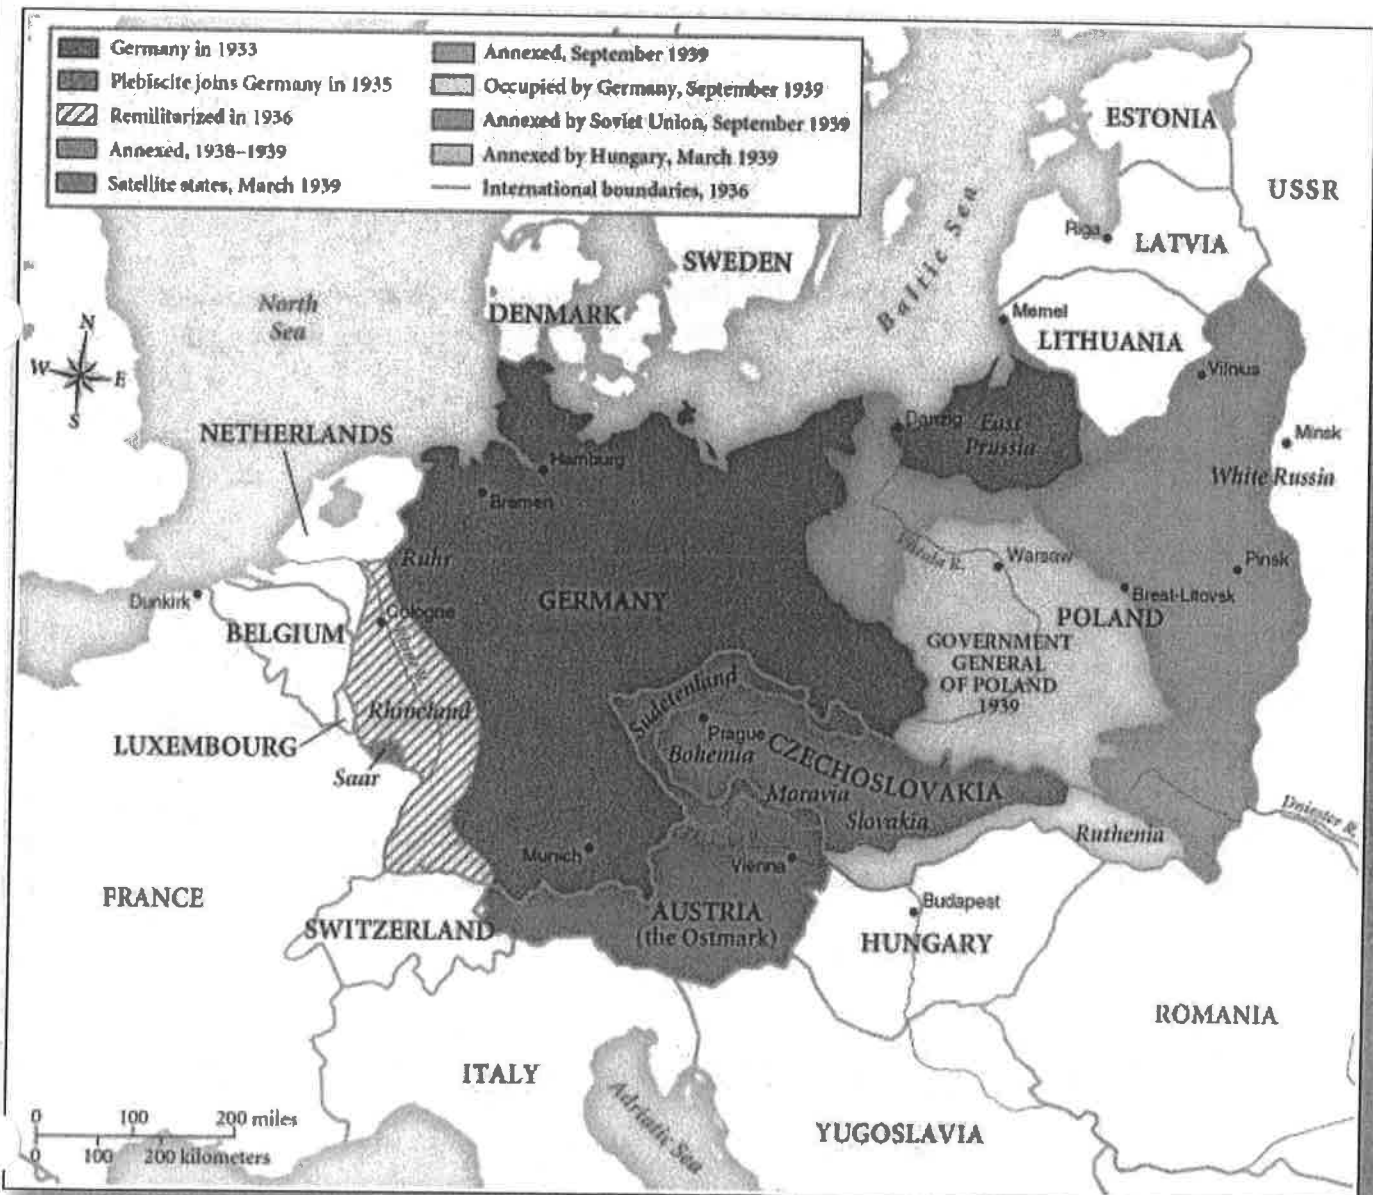 Germany in 1933
Plebiscite joins Germany in 1935
Remilitarized in 1936
Annexed, 1938–1939
Satellite states, March 1939
Annexed, September 1939
Occupied by Germany, September 1939
Annexed by Soviet Union, September 1939
Annexed by Hungary, March 1939
International boundaries, 1936
ESTONIA
USSR
Riga
LATVIA
SWEDEN
Baltic Sea
North
Sea
DENMARK
Memel
LITHUANIA
N
W
E
S
Vilnus
NETHERLANDS
Danzig
East
Prussia
Minsk
White Russia
Hamburg
Bremen
Ruhr
Vistula R.
Warsaw
Pinsk
Dunkirk
Cologne
GERMANY
Brest-Litovsk
POLAND
BELGIUM
Rhine R.
GOVERNMENT
GENERAL
OF POLAND
1939
Sudetenland
Rhineland
LUXEMBOURG
Prague
Bohemia
CZECHOSLOVAKIA
Saar
Moravia
Slovakia
Ruthenia
Dniester R.
Munich
Vienna
FRANCE
SWITZERLAND
AUSTRIA
(the Ostmark)
Budapest
HUNGARY
ROMANIA
ITALY
Adriatic Sea
YUGOSLAVIA
0 100 200 miles
0 100 200 kilometers